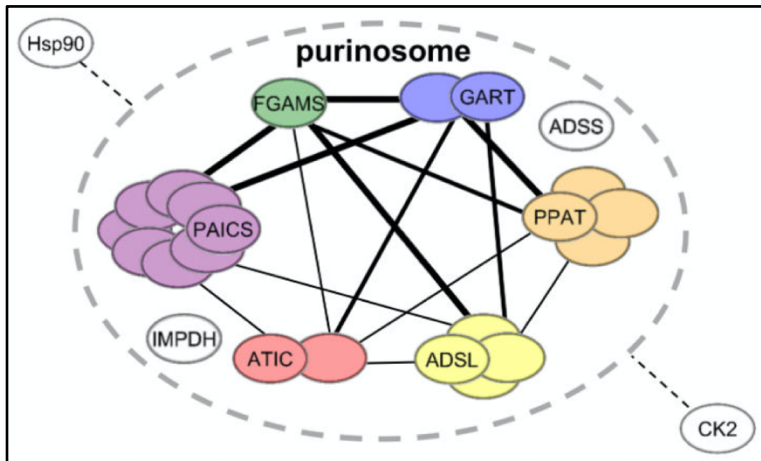 Hsp90
purinosome
FGAMS
GART
ADSS
PAICS
PPAT
IMPDH
ATIC
ADSL
CK2